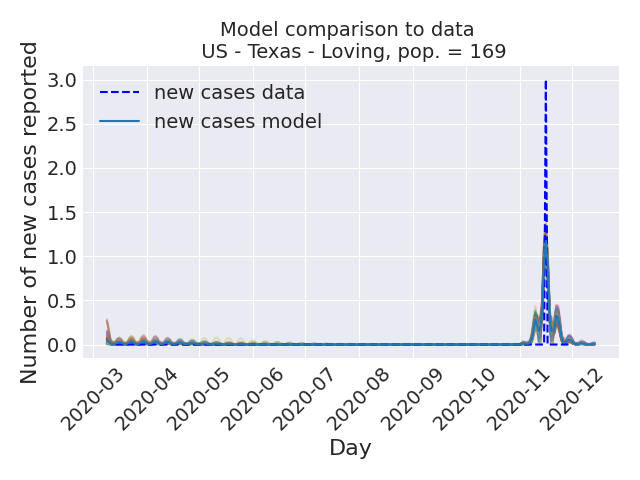 Model comparison to data
US - Texas - Loving, pop. = 169
Number of new cases reported
3.0
2.5
2.0
1.5
1.0
0.5
0.0
new cases data
new cases model
2020-03
2020-04
2020-05
2020-06
2020-07
2020-08
2020-09
2020-10
2020-11
2020-12
Day